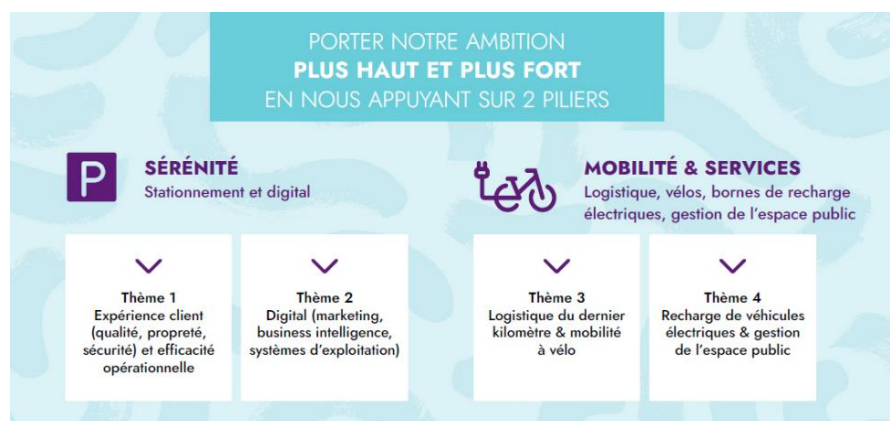 PORTER NOTRE AMBITION
PLUS HAUT ET PLUS FORT
EN NOUS APPUYANT SUR 2 PILIERS
P
SÉRÉNITÉ
Stationnement et digital
MOBILITÉ & SERVICES
Logistique, vélos, bornes de recharge
électriques, gestion de l'espace public
Thème 1
Expérience client
(qualité, propreté,
sécurité) et efficacité
opérationnelle
Thème 2
Digital (marketing,
business intelligence,
systèmes d'exploitation)
Thème 3
Logistique du dernier
kilomètre & mobilité
à vélo
Thème 4
Recharge de véhicules
électriques & gestion
de l'espace public